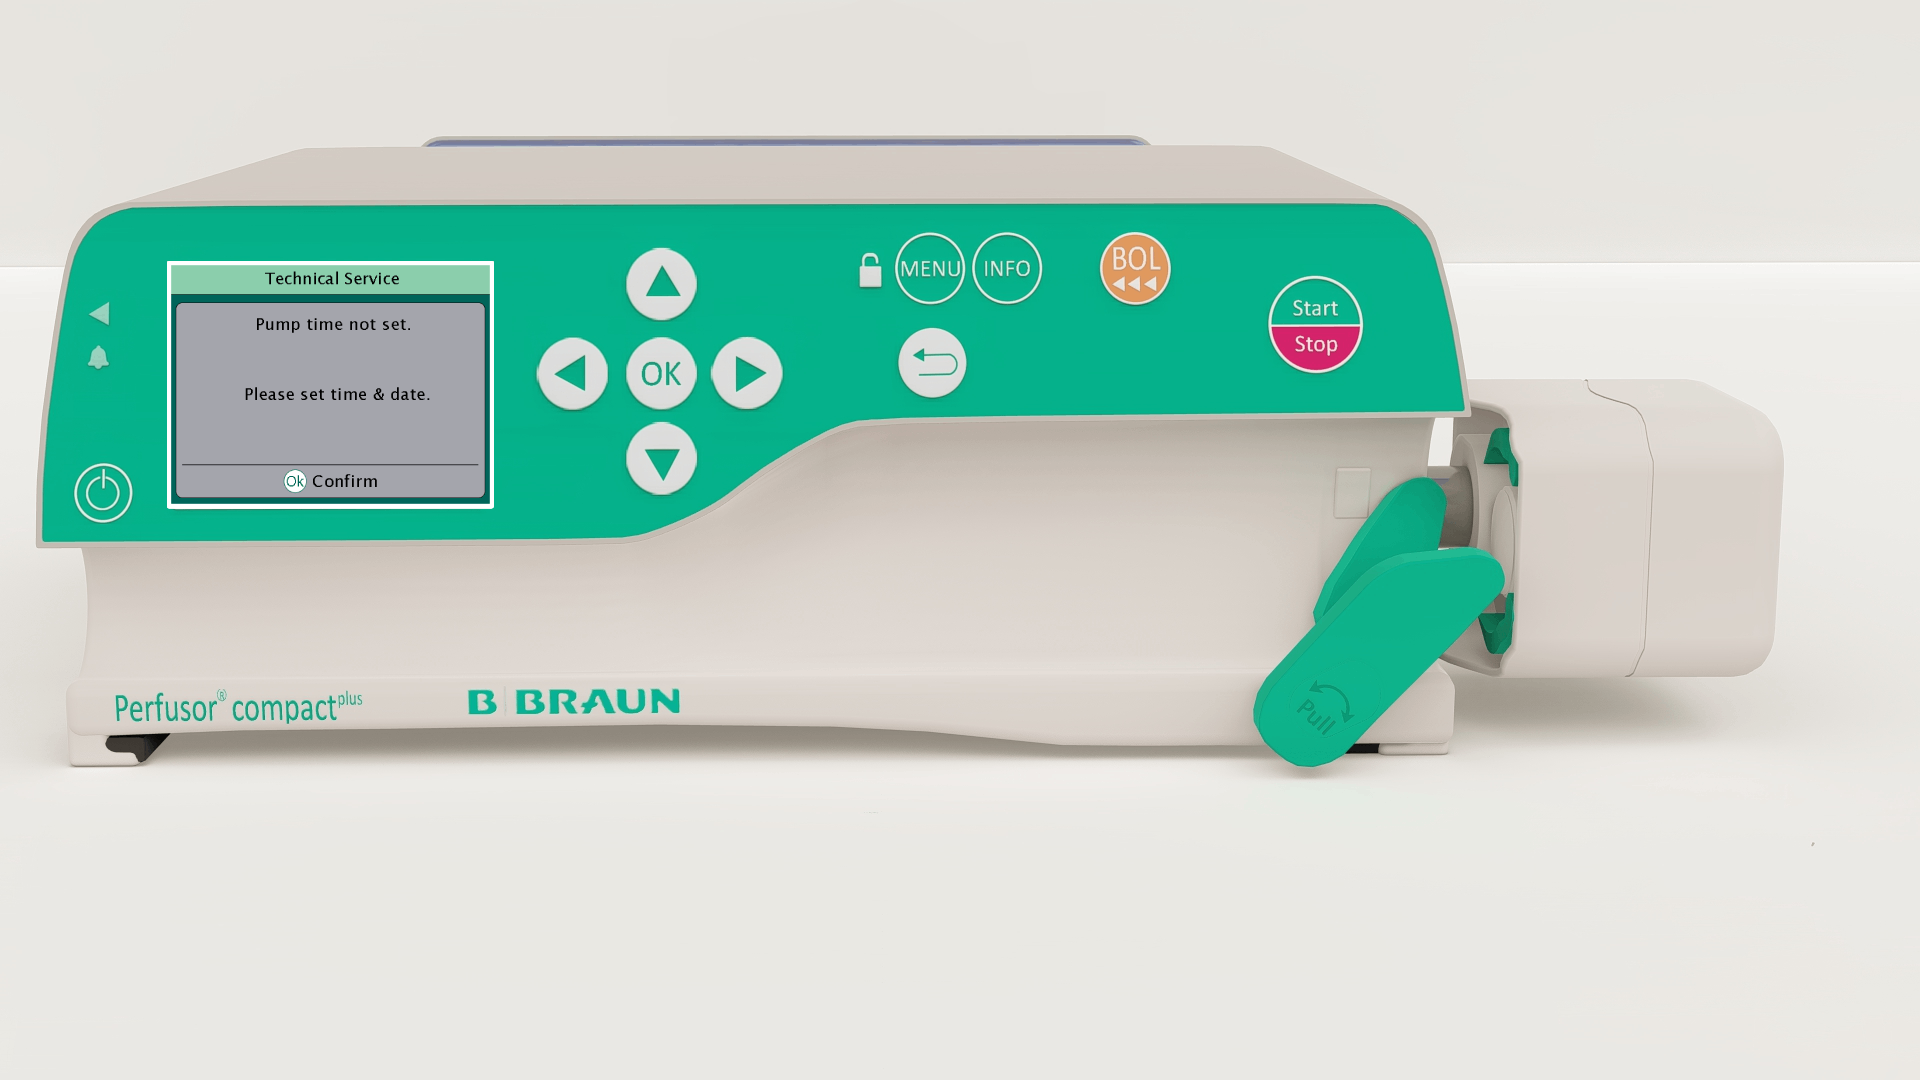 Technical Service
Pump time not set.
Please set time & date.
Ok Confirm
OK
MENU
INFO
BOL
Start
Stop
Perfusor® compactplus
B BRAUN
Pull